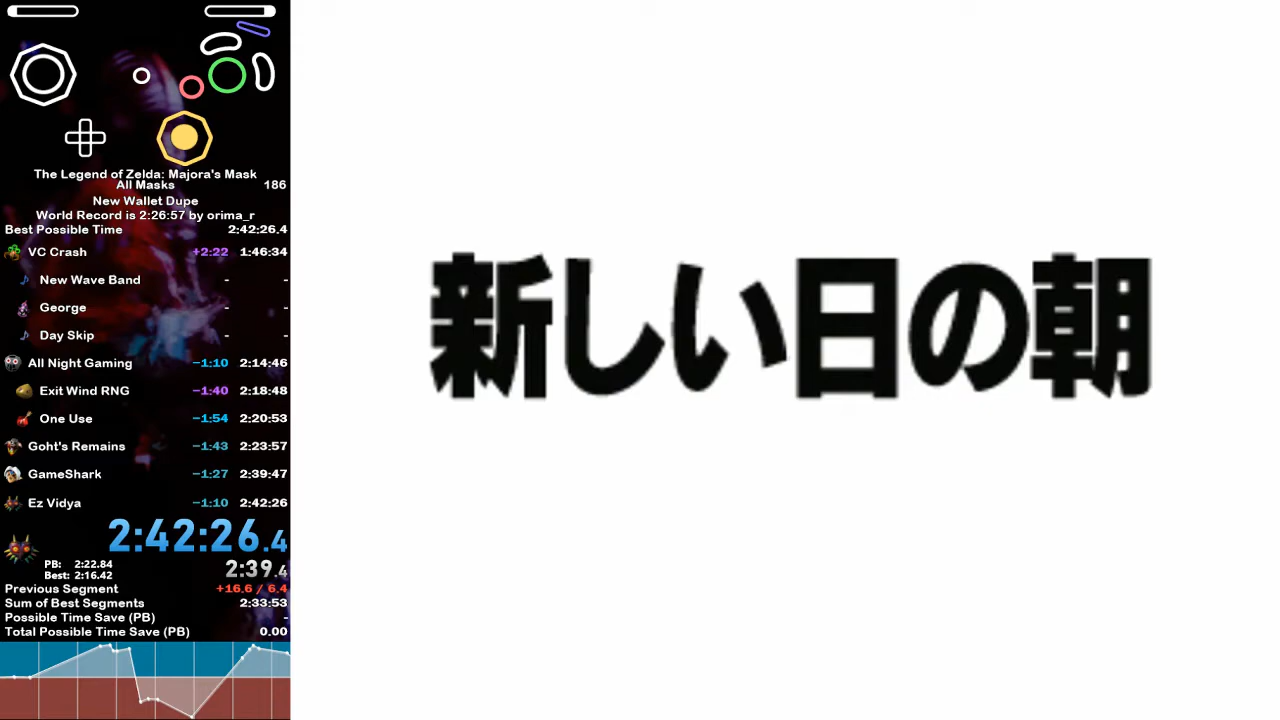 The Legend of Zelda: Majora's Mask
All Masks 186
New Wallet Dupe
World Record is 2:26:57 by orima_r
Best Possible Time 2:42:26.4
VC Crash +2:22 1:46:34
New Wave Band - -
George - -
Day Skip - -
All Night Gaming −1:10 2:14:46
Exit Wind RNG −1:40 2:18:48
One Use −1:54 2:20:53
Goht's Remains −1:43 2:23:57
GameShark −1:27 2:39:47
Ez Vidya −1:10 2:42:26
2:42:26.4
PB: 2:22.84 2:39.4
Best: 2:16.42
Previous Segment +16.6 / 6.4
Sum of Best Segments 2:33:53
Possible Time Save (PB) -
Total Possible Time Save (PB) 0.00
新しい日の朝